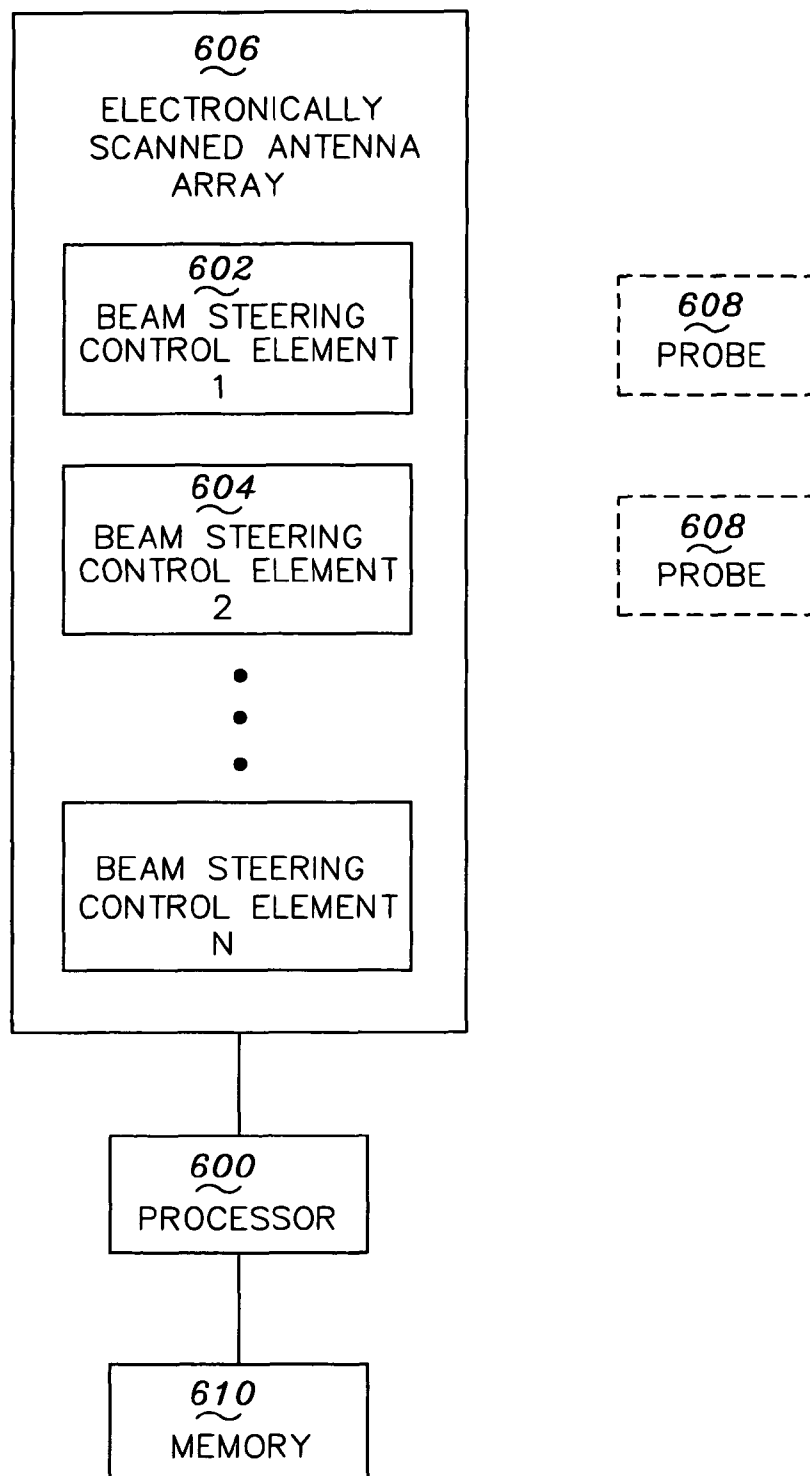 606
ELECTRONICALLY
SCANNED ANTENNA
ARRAY
602
BEAM STEERING
CONTROL ELEMENT
1
608
PROBE
604
BEAM STEERING
CONTROL ELEMENT
2
608
PROBE
BEAM STEERING
CONTROL ELEMENT
N
600
PROCESSOR
610
MEMORY